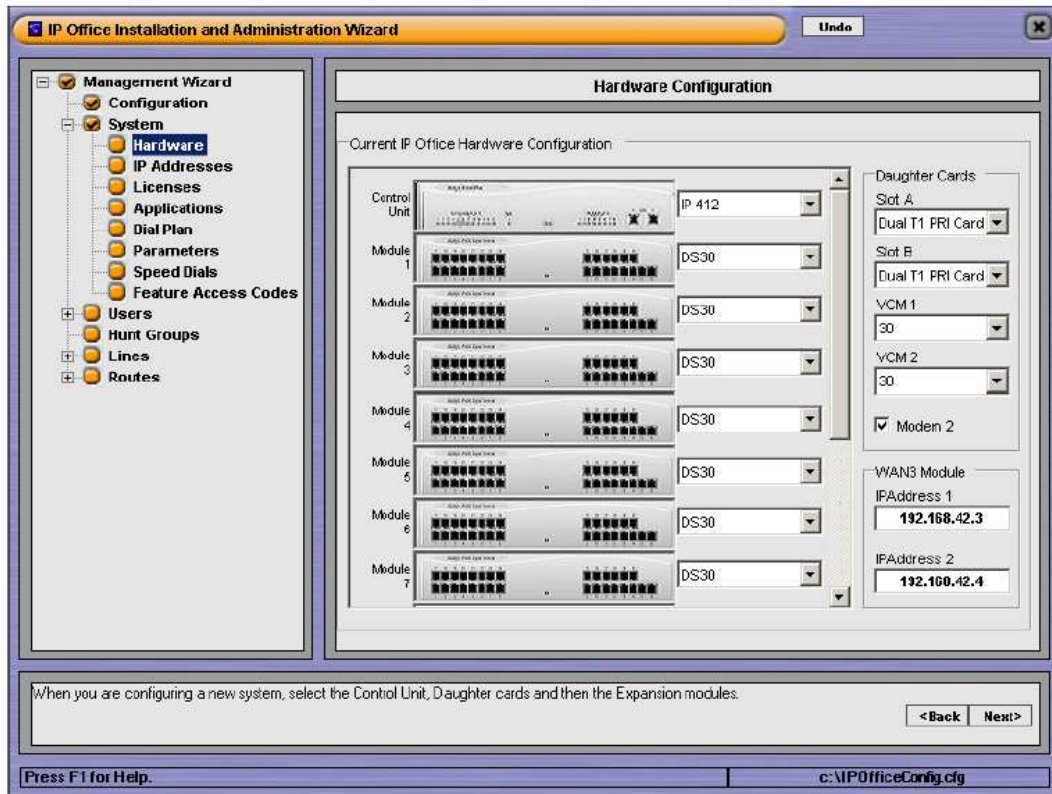 IP Office Installation and Administration Wizard
Undo
Management Wizard
Configuration
System
Hardware
IP Addresses
Licenses
Applications
Dial Plan
Parameters
Speed Dials
Feature Access Codes
Users
Hunt Groups
Lines
Routes
Hardware Configuration
Current IP Office Hardware Configuration
Control Unit
IP 412
Module 1
DS30
Module 2
DS30
Module 3
DS30
Module 4
DS30
Module 5
DS30
Module 6
DS30
Module 7
DS30
Daughter Cards
Slot A
Dual T1 PRI Card
Slot B
Dual T1 PRI Card
VCM 1
30
VCM 2
30
Modem 2
WAN3 Module
IPAddress 1
192.168.42.3
IPAddress 2
192.168.42.4
When you are configuring a new system, select the Control Unit, Daughter cards and then the Expansion modules.
<Back
Next>
Press F1 for Help.
c:\IPOfficeConfig.cfg